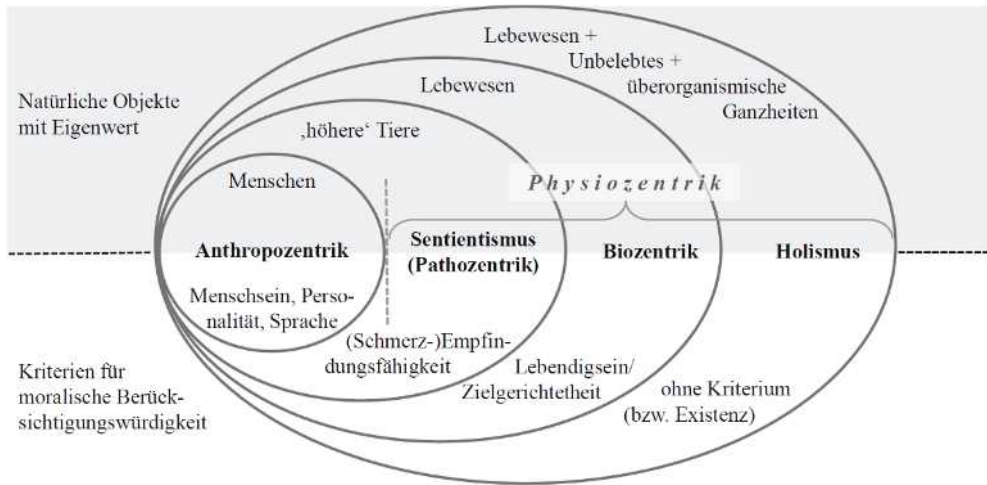 Lebewesen +
Unbelebtes +
überorganismische
Ganzheiten
Lebewesen
Natürliche Objekte
mit Eigenwert
‚höhere‘ Tiere
Menschen
Physiozentrik
Anthropozentrik
Sentientismus
(Pathozentrik)
Biozentrik
Holismus
Menschsein, Perso-
nalität, Sprache
(Schmerz-)Empfin-
dungsfähigkeit
Lebendigsein/
Zielgerichtetheit
ohne Kriterium
(bzw. Existenz)
Kriterien für
moralische Berück-
sichtigungswürdigkeit